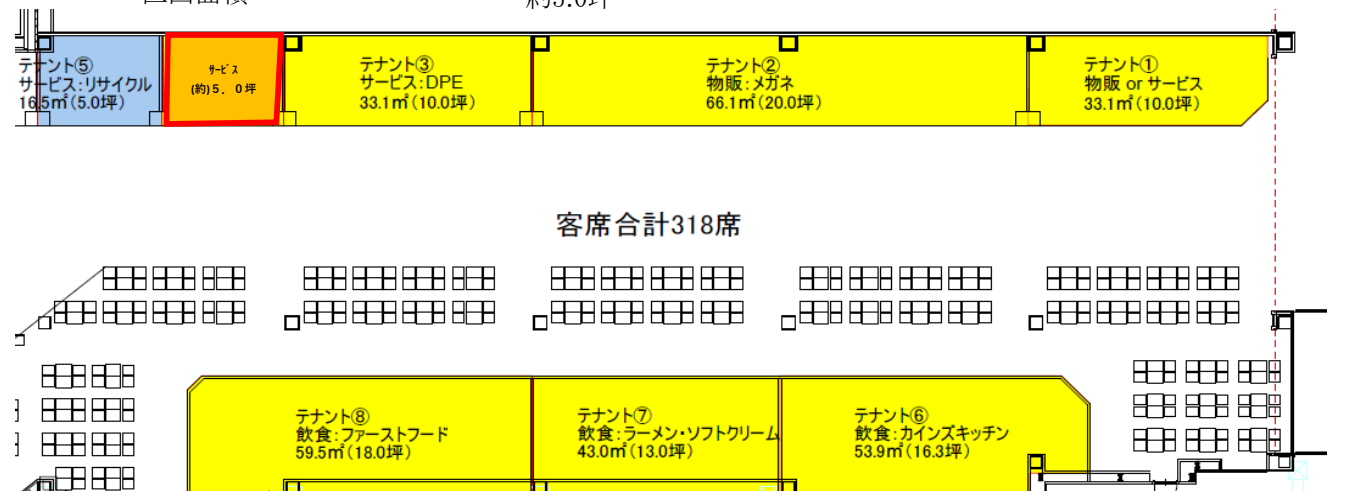 約5.0坪
テナント⑤
サービス:リサイクル
16.5㎡(5.0坪)
ｻｰﾋﾞｽ
(約)５．０坪
テナント③
サービス:DPE
33.1㎡(10.0坪)
テナント②
物販:メガネ
66.1㎡(20.0坪)
テナント①
物販 or サービス
33.1㎡(10.0坪)
客席合計318席
テナント⑧
飲食:ファーストフード
59.5㎡(18.0坪)
テナント⑦
飲食:ラーメン・ソフトクリーム
43.0㎡(13.0坪)
テナント⑥
飲食:カインズキッチン
53.9㎡(16.3坪)